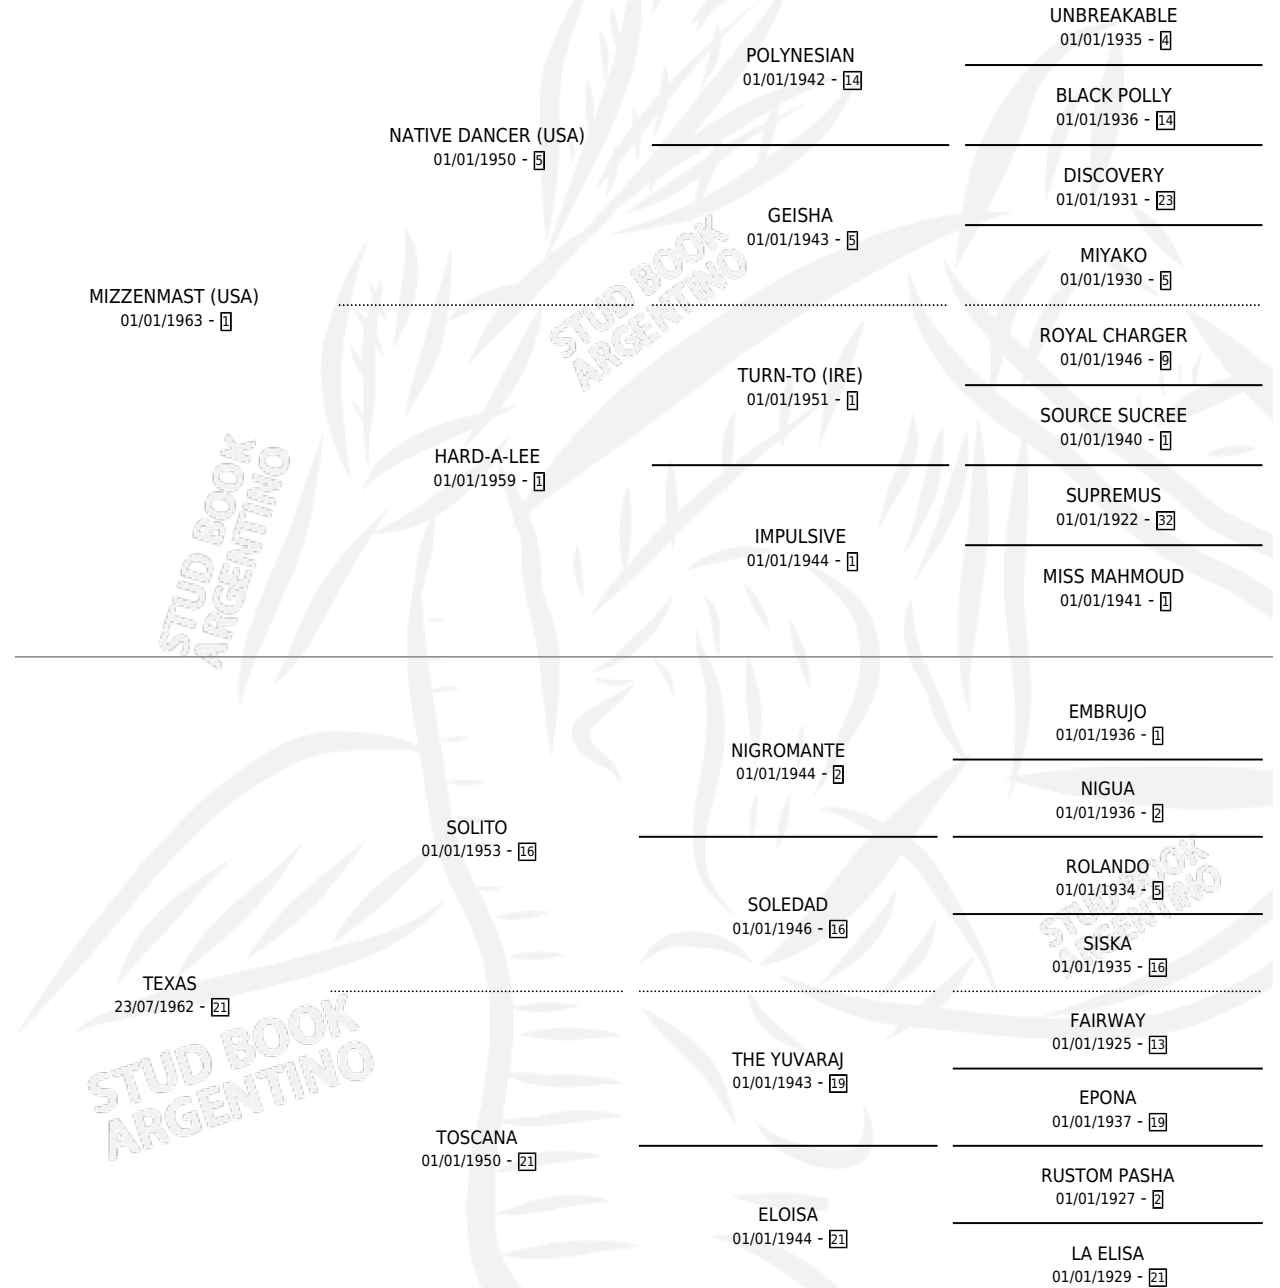 UNBREAKABLE
01/01/1935 - 4
POLYNESIAN
01/01/1942 - 14
BLACK POLLY
01/01/1936 - 14
NATIVE DANCER (USA)
01/01/1950 - 5
DISCOVERY
01/01/1931 - 23
GEISHA
01/01/1943 - 5
MIYAKO
01/01/1930 - 5
MIZZENMAST (USA)
01/01/1963 - 1
ROYAL CHARGER
01/01/1946 - 9
TURN-TO (IRE)
01/01/1951 - 1
SOURCE SUCREE
01/01/1940 - 1
HARD-A-LEE
01/01/1959 - 1
SUPREMUS
01/01/1922 - 32
IMPULSIVE
01/01/1944 - 1
MISS MAHMOUD
01/01/1941 - 1
EMBRUJO
01/01/1936 - 1
NIGROMANTE
01/01/1944 - 2
NIGUA
01/01/1936 - 2
SOLITO
01/01/1953 - 16
ROLANDO
01/01/1934 - 5
SOLEDAD
01/01/1946 - 16
SISKA
01/01/1935 - 16
TEXAS
23/07/1962 - 21
FAIRWAY
01/01/1925 - 13
THE YUVARAJ
01/01/1943 - 19
EPONA
01/01/1937 - 19
TOSCANA
01/01/1950 - 21
RUSTOM PASHA
01/01/1927 - 2
ELOISA
01/01/1944 - 21
LA ELISA
01/01/1929 - 21
STUD BOOK
ARGENTINO
STUD BOOK
ARGENTINO
STUD BOOK
ARGENTINO
STUD BOOK
ARGENTINO